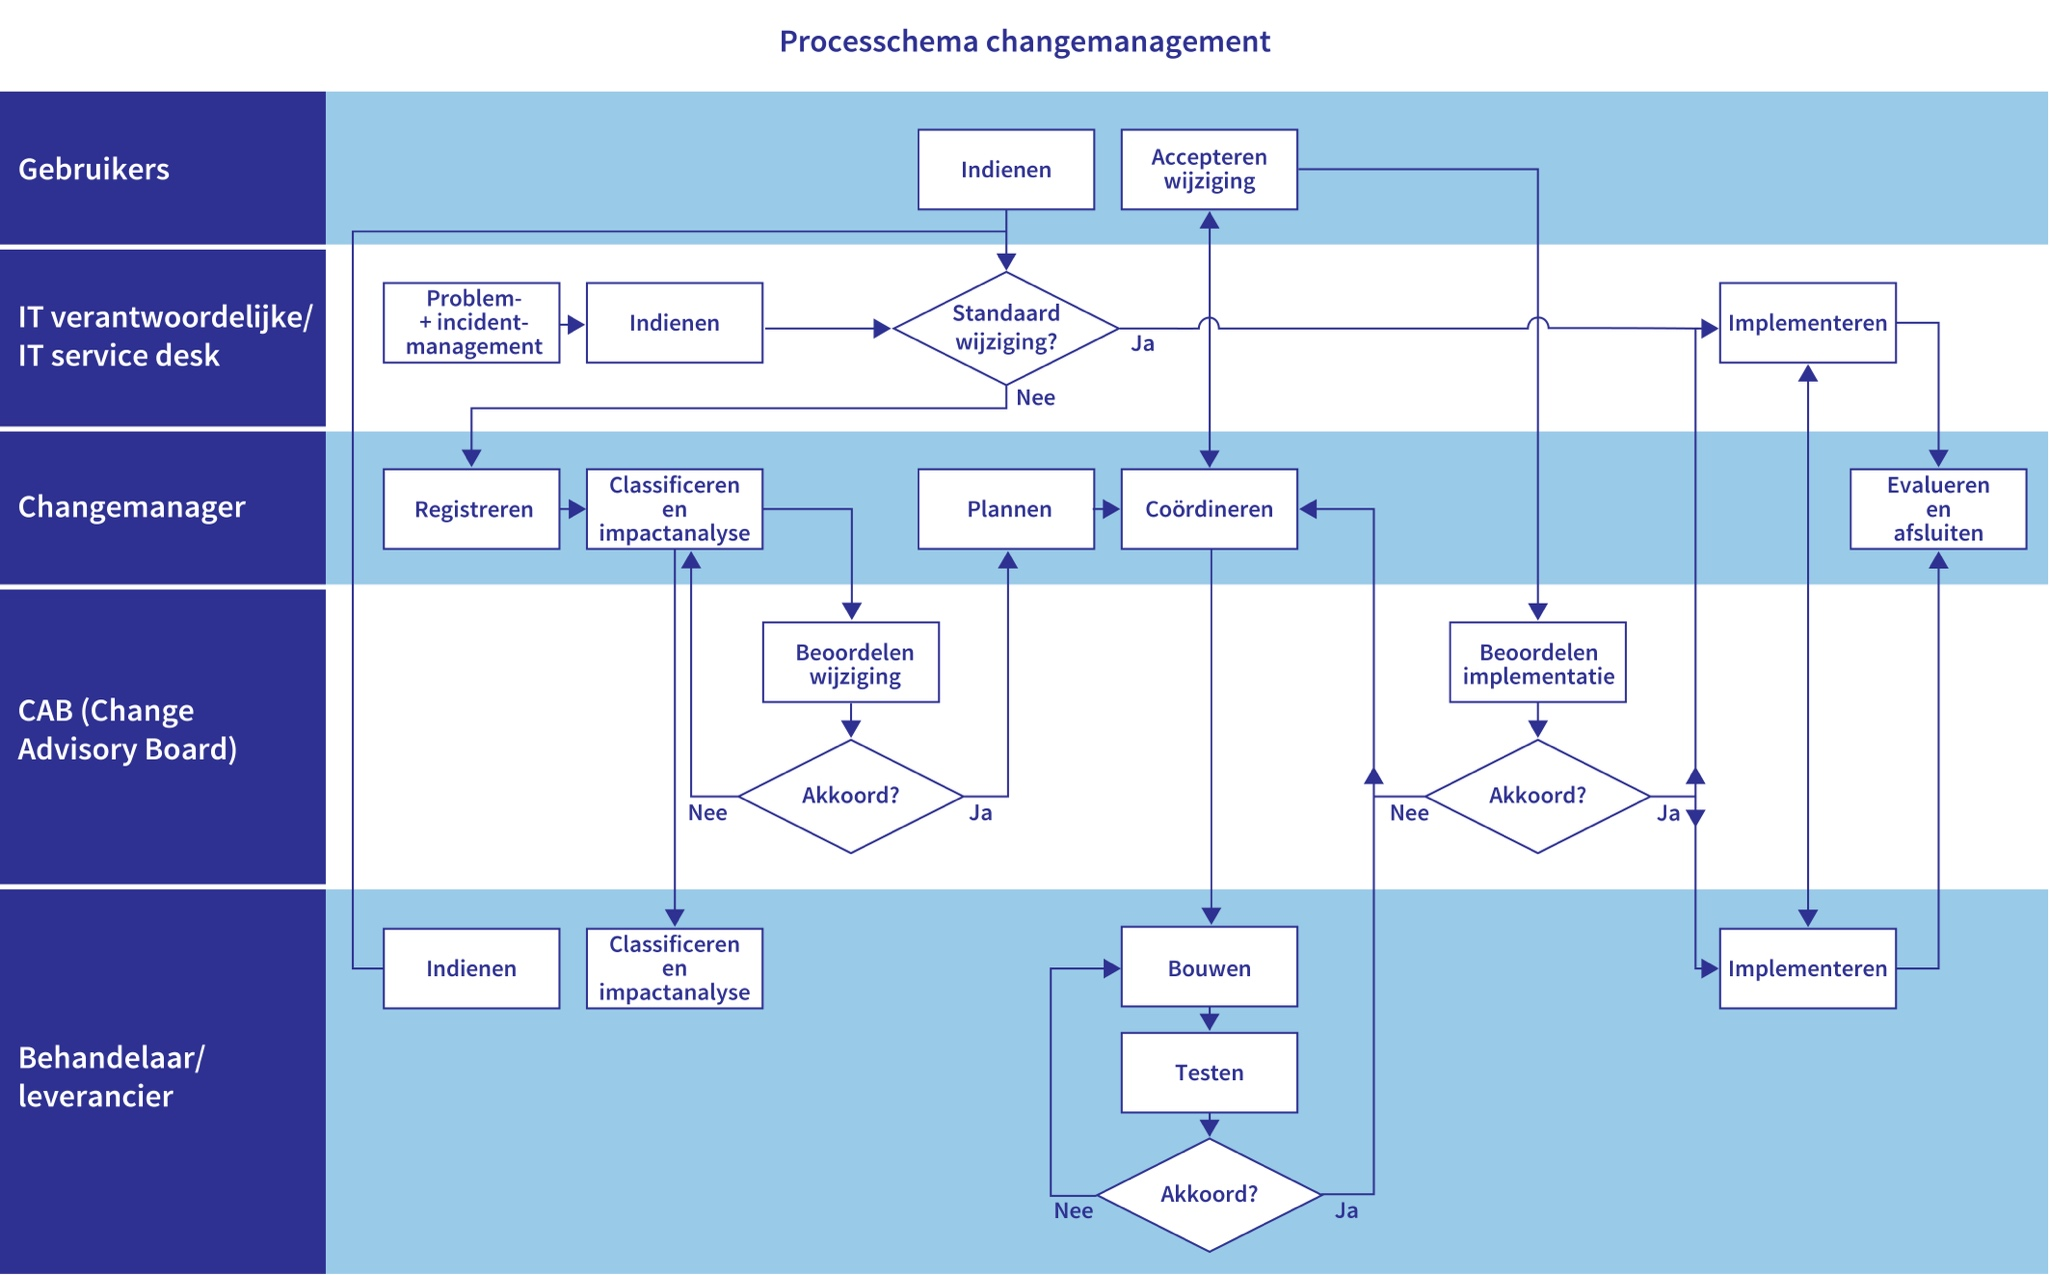 Processchema changemanagement
Gebruikers
Indienen
Accepteren
wijziging
IT verantwoordelijke/
IT service desk
Problem-
+ incident-
management
Indienen
Standaard
wijziging?
Ja
Nee
Implementeren
Changemanager
Registreren
Classificeren
en
impactanalyse
Plannen
Coördineren
Evalueren
en
afsluiten
CAB (Change
Advisory Board)
Beoordelen
wijziging
Akkoord?
Nee
Ja
Beoordelen
implementatie
Akkoord?
Nee
Ja
Behandelaar/
leverancier
Indienen
Classificeren
en
impactanalyse
Bouwen
Testen
Akkoord?
Nee
Ja
Implementeren